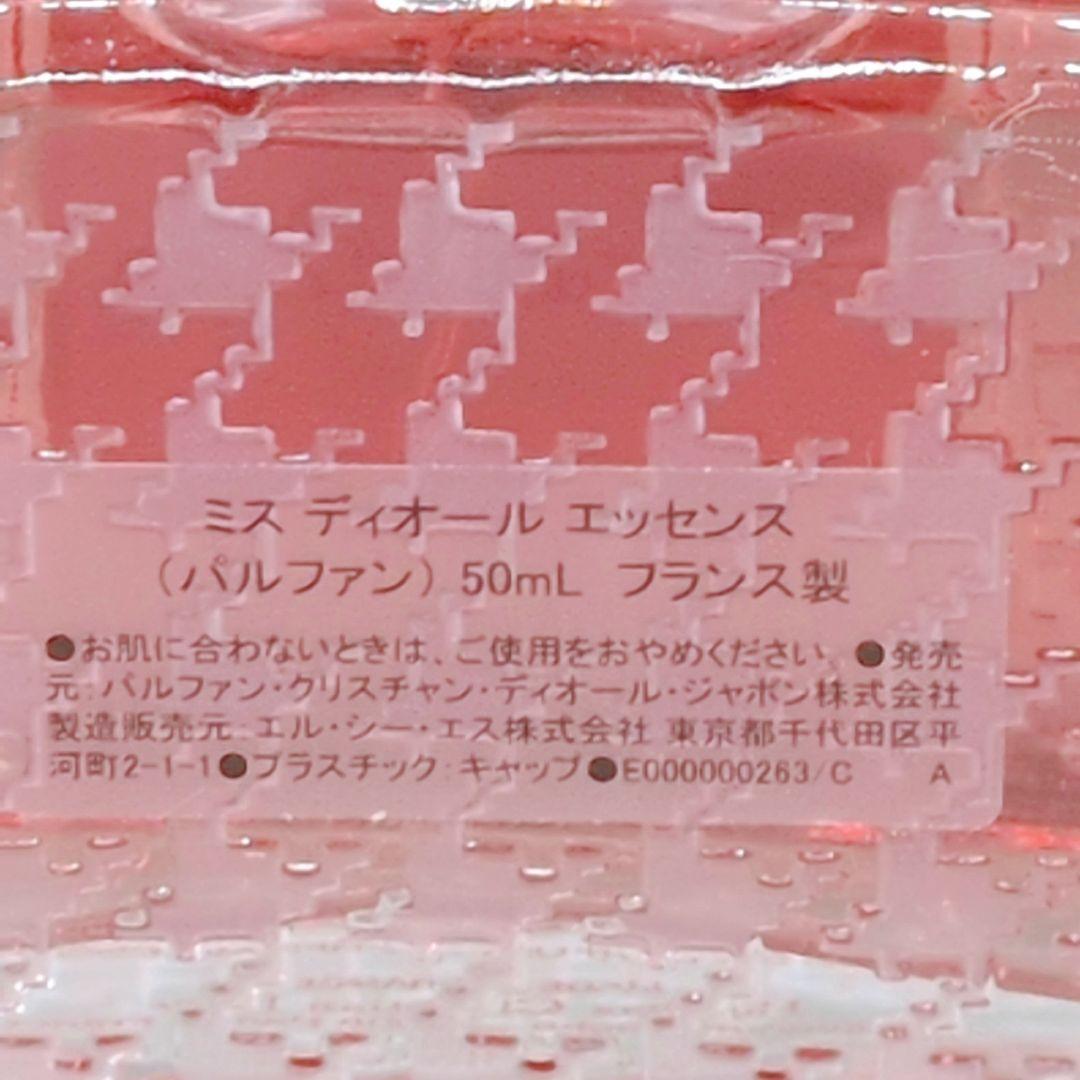 ミス ディオール エッセンス
（パルファン）50mL フランス製
●お肌に合わないときは、ご使用をおやめください。●発売
元：パルファン・クリスチャン・ディオール・ジャポン株式会社
製造販売元：エル・シー・エス株式会社 東京都千代田区平
河町2-1-1●プラスチック：キャップ●E000000263/C A